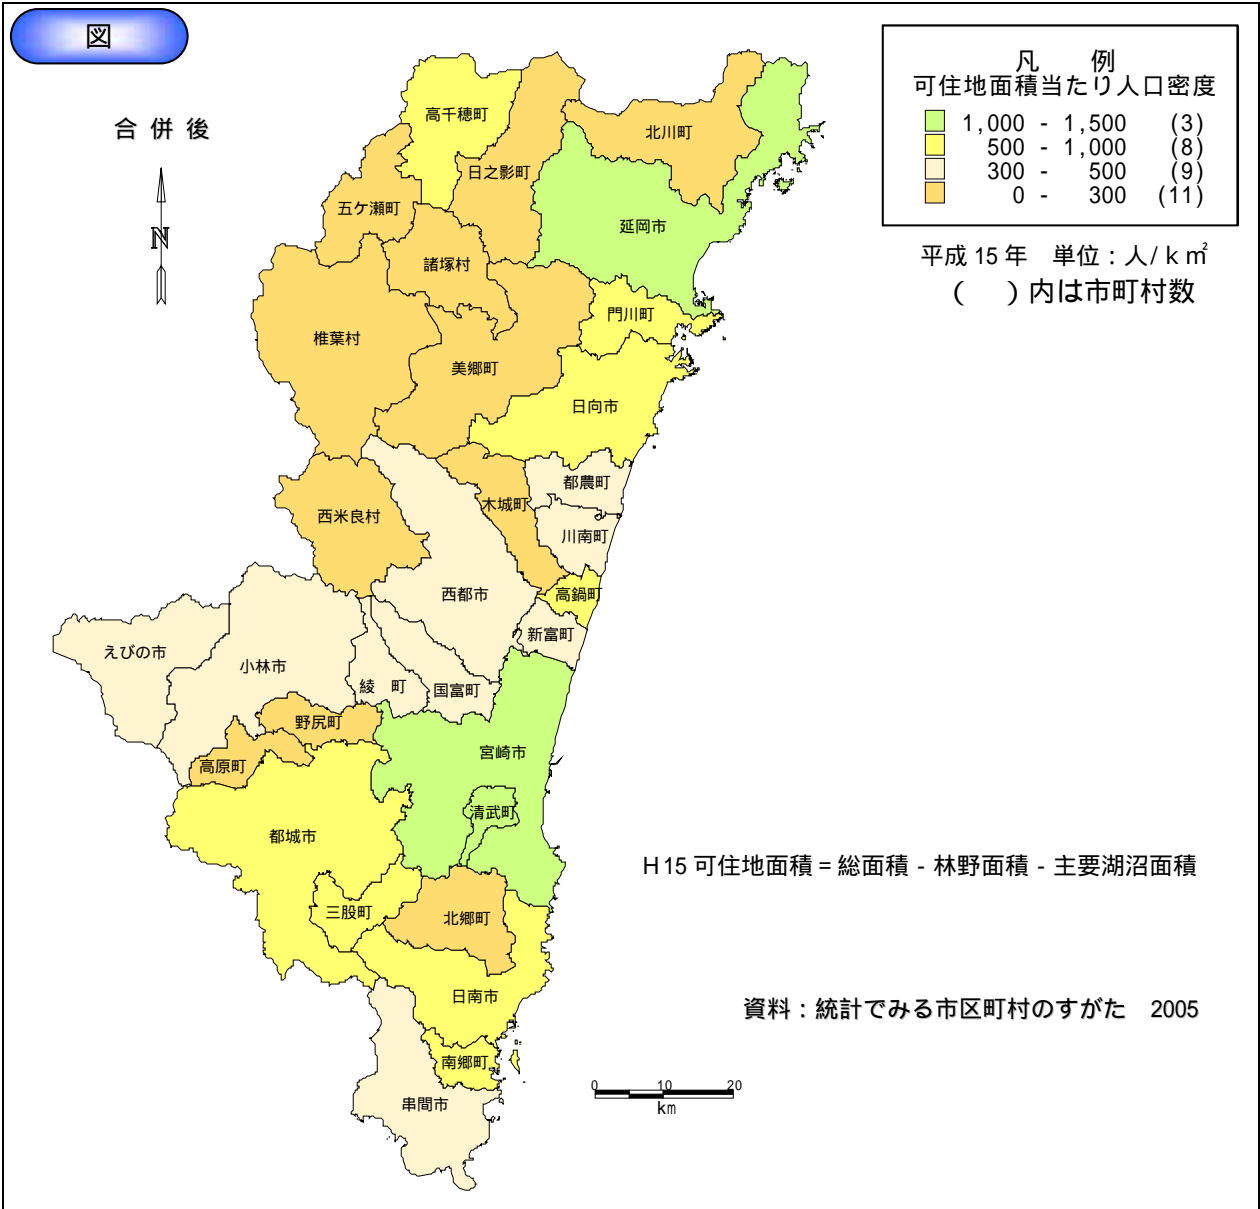 図
合併後
N
凡　例
可住地面積当たり人口密度
1,000 - 1,500 (3)
500 - 1,000 (8)
300 - 500 (9)
0 - 300 (11)
平成15年　単位：人/ｋ㎡
（　）内は市町村数
高千穂町
北川町
日之影町
五ケ瀬町
延岡市
諸塚村
門川町
椎葉村
美郷町
日向市
都農町
木城町
西米良村
川南町
西都市
高鍋町
新富町
えびの市
小林市
綾　町
国富町
野尻町
宮崎市
高原町
清武町
都城市
H15可住地面積＝総面積 - 林野面積 - 主要湖沼面積
三股町
北郷町
日南市
資料：統計でみる市区町村のすがた　2005
南郷町
0 10 20
km
串間市